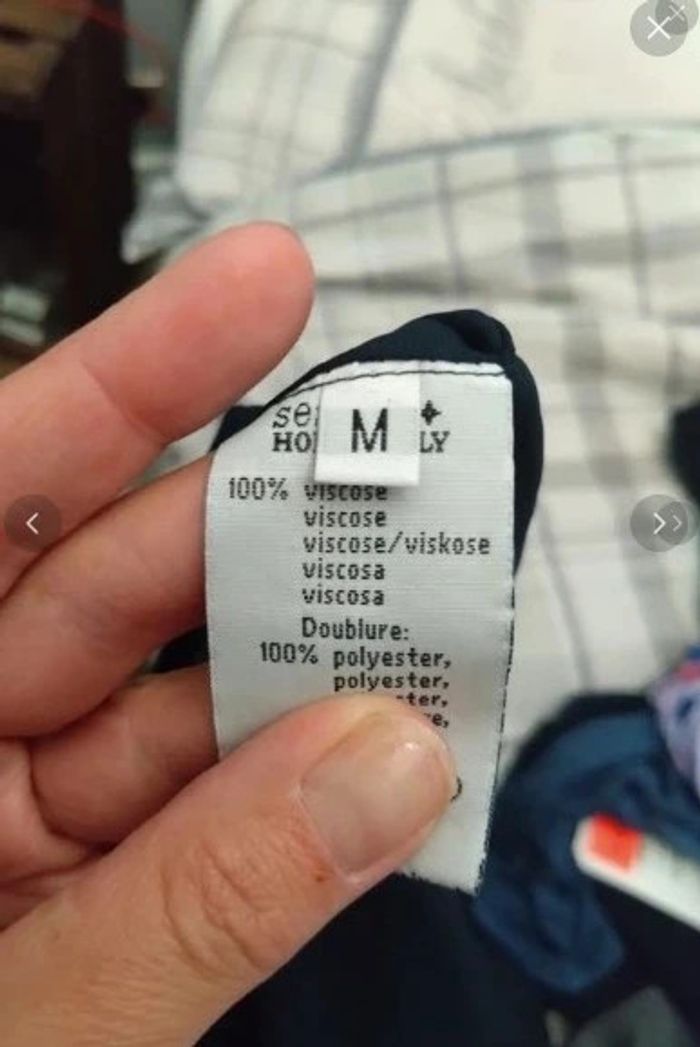 M
100% viscose
viscose
viscose/viskose
viscosa
viscosa
Doublure:
100% polyester,
polyester,